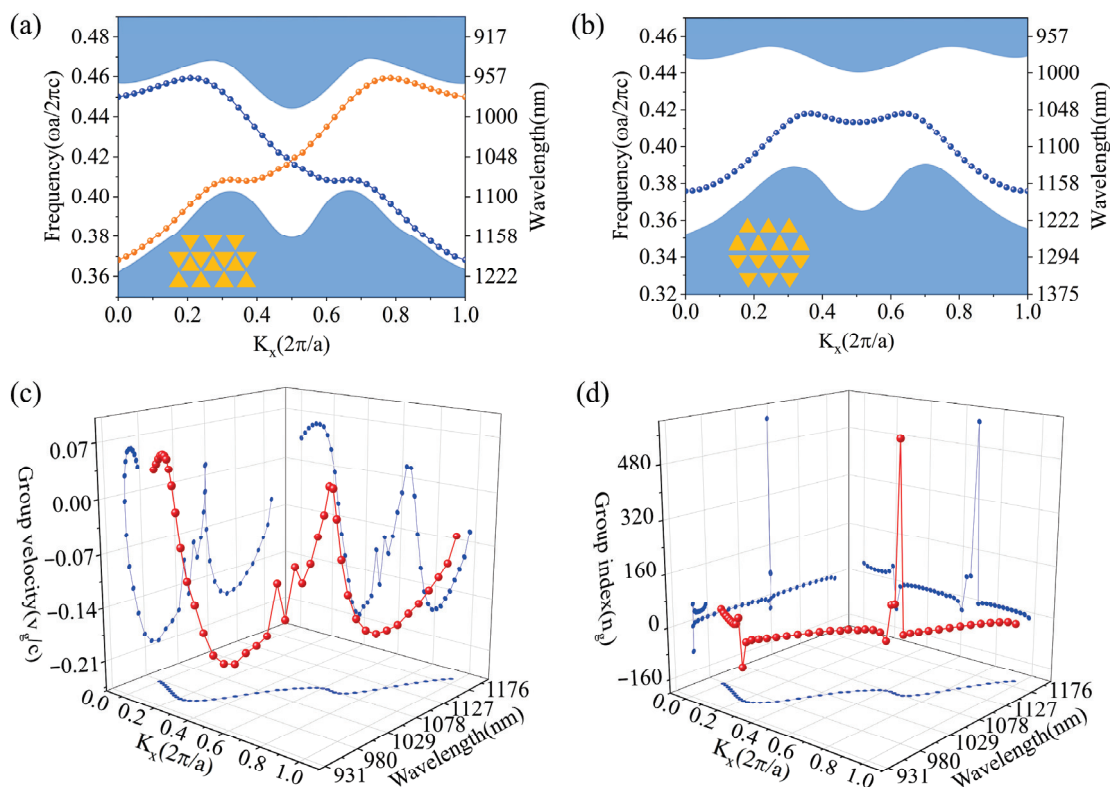 (a)
0.48
0.46
0.44
0.42
0.40
0.38
0.36
Frequency(ωa/2πc)
917
957
1000
1048
1100
1158
1222
Wavelength(nm)
0.0 0.2 0.4 0.6 0.8 1.0
Kx(2π/a)
(b)
0.46
0.44
0.42
0.40
0.38
0.36
0.34
0.32
Frequency(ωa/2πc)
957
1000
1048
1100
1158
1222
1294
1375
Wavelength(nm)
0.0 0.2 0.4 0.6 0.8 1.0
Kx(2π/a)
(c)
0.07
0.00
−0.07
−0.14
−0.21
Group velocity(vg/c)
0.0 0.2 0.4 0.6 0.8 1.0
Kx(2π/a)
931 980 1029 1078 1127 1176
Wavelength(nm)
(d)
480
320
160
0
−160
Group index(ng)
0.0 0.2 0.4 0.6 0.8 1.0
Kx(2π/a)
931 980 1029 1078 1127 1176
Wavelength(nm)